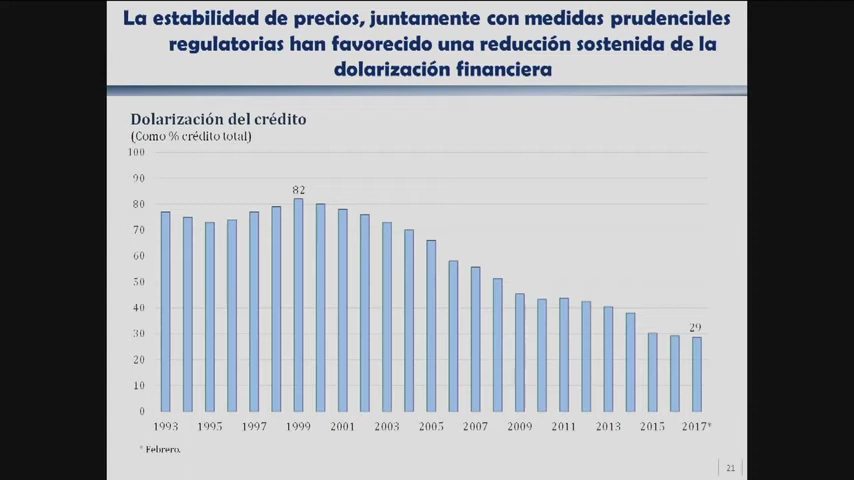 La estabilidad de precios, juntamente con medidas prudenciales
regulatorias han favorecido una reducción sostenida de la
dolarización financiera
Dolarización del crédito
(Como % crédito total)
100
90
80
70
60
50
40
30
20
10
0
82
29
1993 1995 1997 1999 2001 2003 2005 2007 2009 2011 2013 2015 2017*
* Febrero.
21